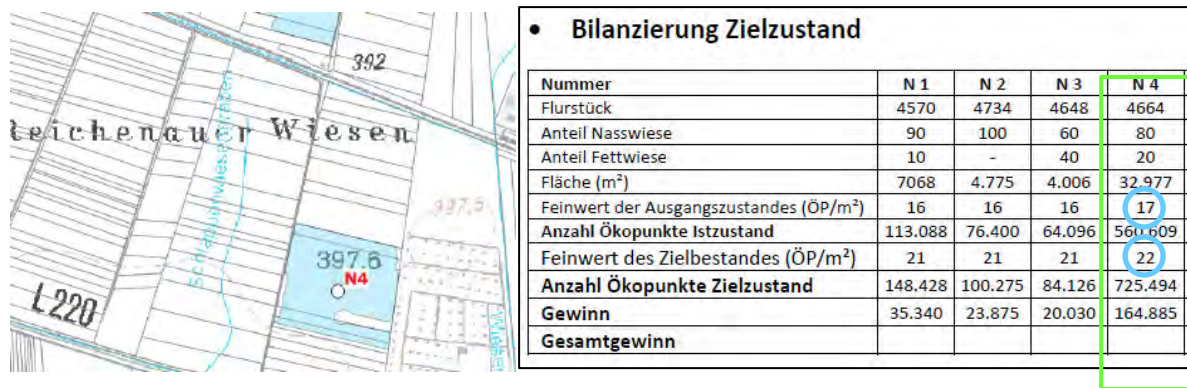 392
Reichenauer Wiesen
Schlauchwiesengraben
397,5
397.6
N4
L220
• Bilanzierung Zielzustand
Nummer N 1 N 2 N 3 N 4
Flurstück 4570 4734 4648 4664
Anteil Nasswiese 90 100 60 80
Anteil Fettwiese 10 - 40 20
Fläche (m²) 7068 4.775 4.006 32.977
Feinwert der Ausgangszustandes (ÖP/m²) 16 16 16 17
Anzahl Ökopunkte Istzustand 113.088 76.400 64.096 560.609
Feinwert des Zielbestandes (ÖP/m²) 21 21 21 22
Anzahl Ökopunkte Zielzustand 148.428 100.275 84.126 725.494
Gewinn 35.340 23.875 20.030 164.885
Gesamtgewinn